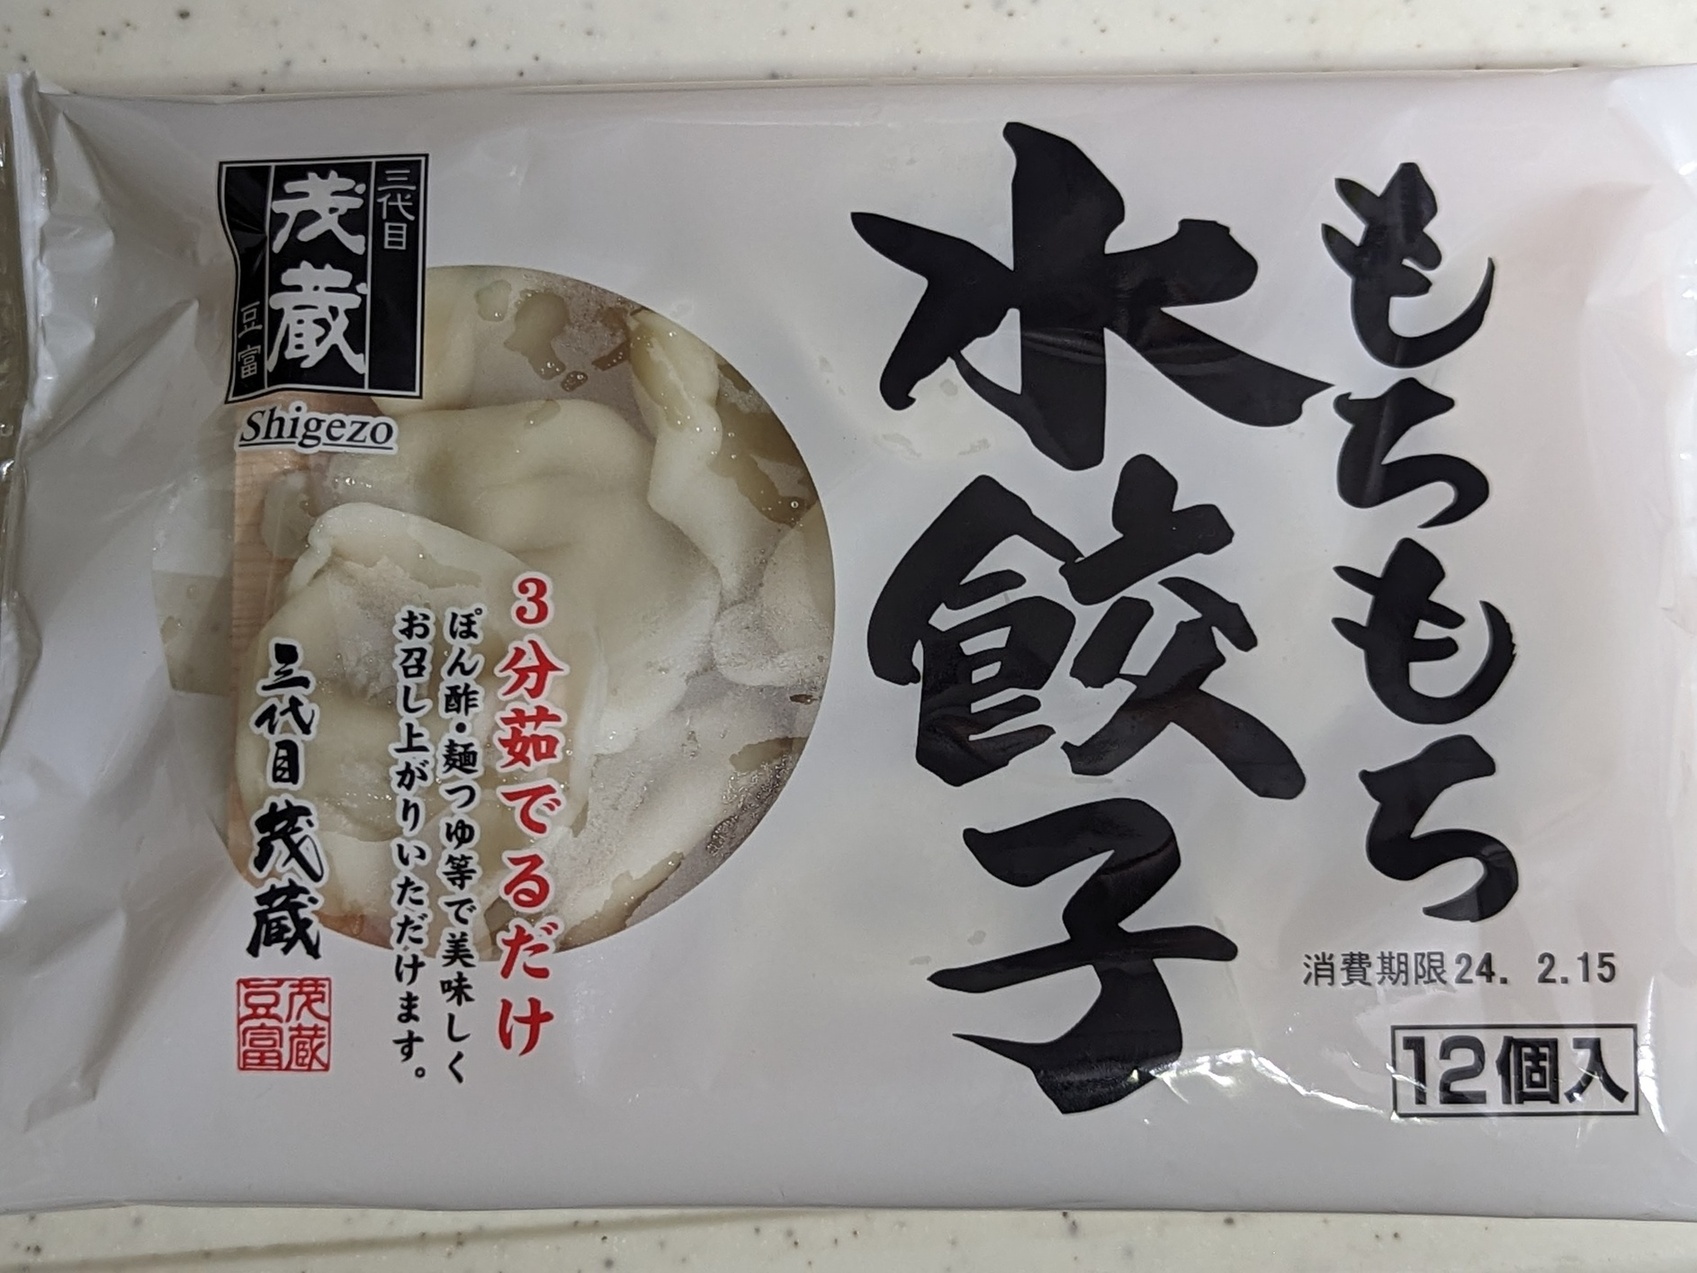 もちもち
水餃子
三代目
茂蔵
豆富
Shigezo
3分茹でるだけ
ぽん酢・麺つゆ等で美味しく
お召し上がりいただけます。
三代目茂蔵
茂蔵
豆富
消費期限24. 2.15
12個入